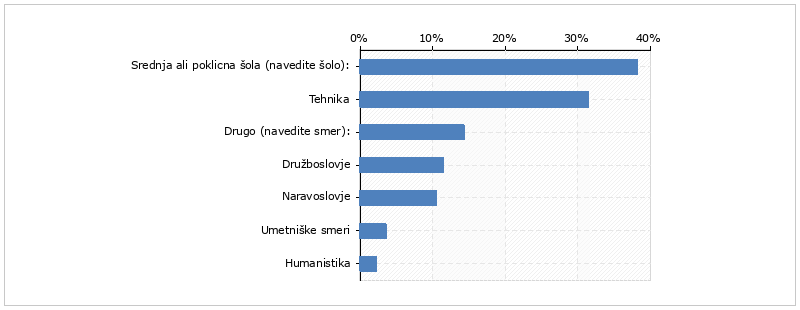 0% 10% 20% 30% 40%
Srednja ali poklicna šola (navedite šolo):
Tehnika
Drugo (navedite smer):
Družboslovje
Naravoslovje
Umetniške smeri
Humanistika